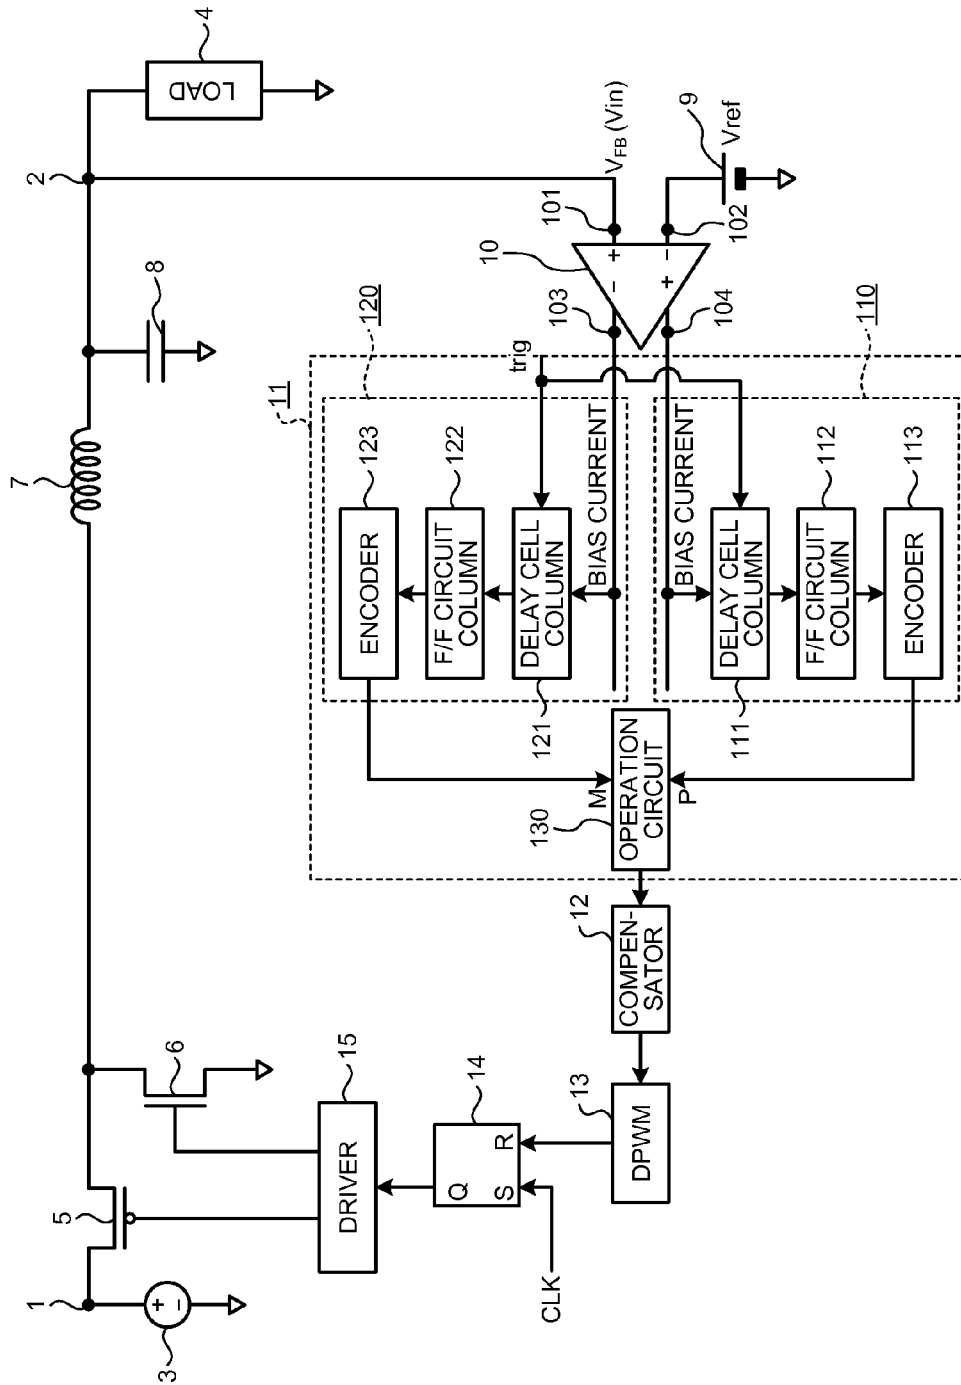 7
1
2
5
8
3
6
4
LOAD
11
15
DRIVER
120
123
ENCODER
14
Q
S
R
122
F/F CIRCUIT
COLUMN
10
CLK
trig
121
DELAY CELL
COLUMN
101
103
BIAS CURRENT
V_FB (Vin)
+
−
13
DPWM
12
COMPEN-
SATOR
130
M
OPERATION
CIRCUIT
P
−
+
9
Vref
BIAS CURRENT
104
102
111
DELAY CELL
COLUMN
112
F/F CIRCUIT
COLUMN
110
113
ENCODER
+
−